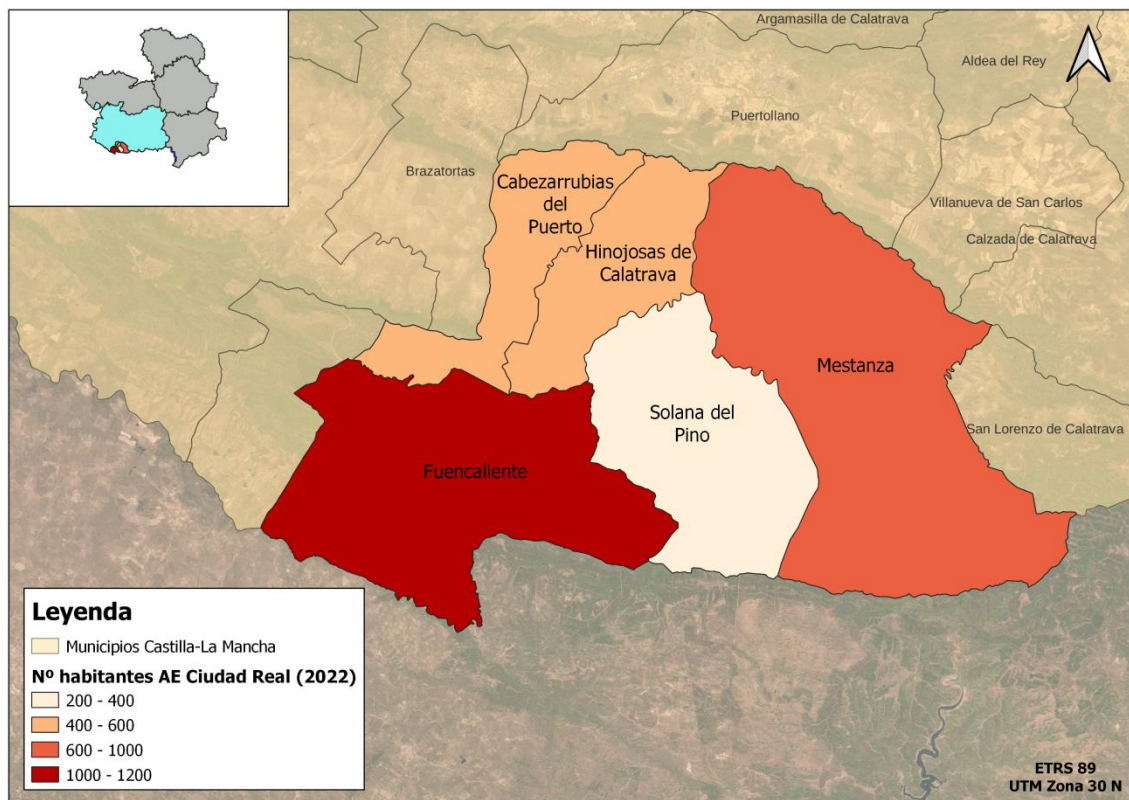 Argamasilla de Calatrava
Aldea del Rey
Puertollano
Brazatortas
Cabezarrubias
del
Puerto
Villanueva de San Carlos
Calzada de Calatrava
Hinojosas de
Calatrava
Mestanza
Solana del
Pino
San Lorenzo de Calatrava
Fuencaliente
Leyenda
Municipios Castilla-La Mancha
Nº habitantes AE Ciudad Real (2022)
200 - 400
400 - 600
600 - 1000
1000 - 1200
ETRS 89
UTM Zona 30 N